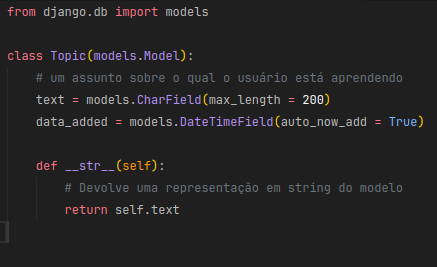 from django.db import models
class Topic(models.Model):
# um assunto sobre o qual o usuário está aprendendo
text = models.CharField(max_length = 200)
data_added = models.DateTimeField(auto_now_add = True)
def __str__(self):
# Devolve uma representação em string do modelo
return self.text